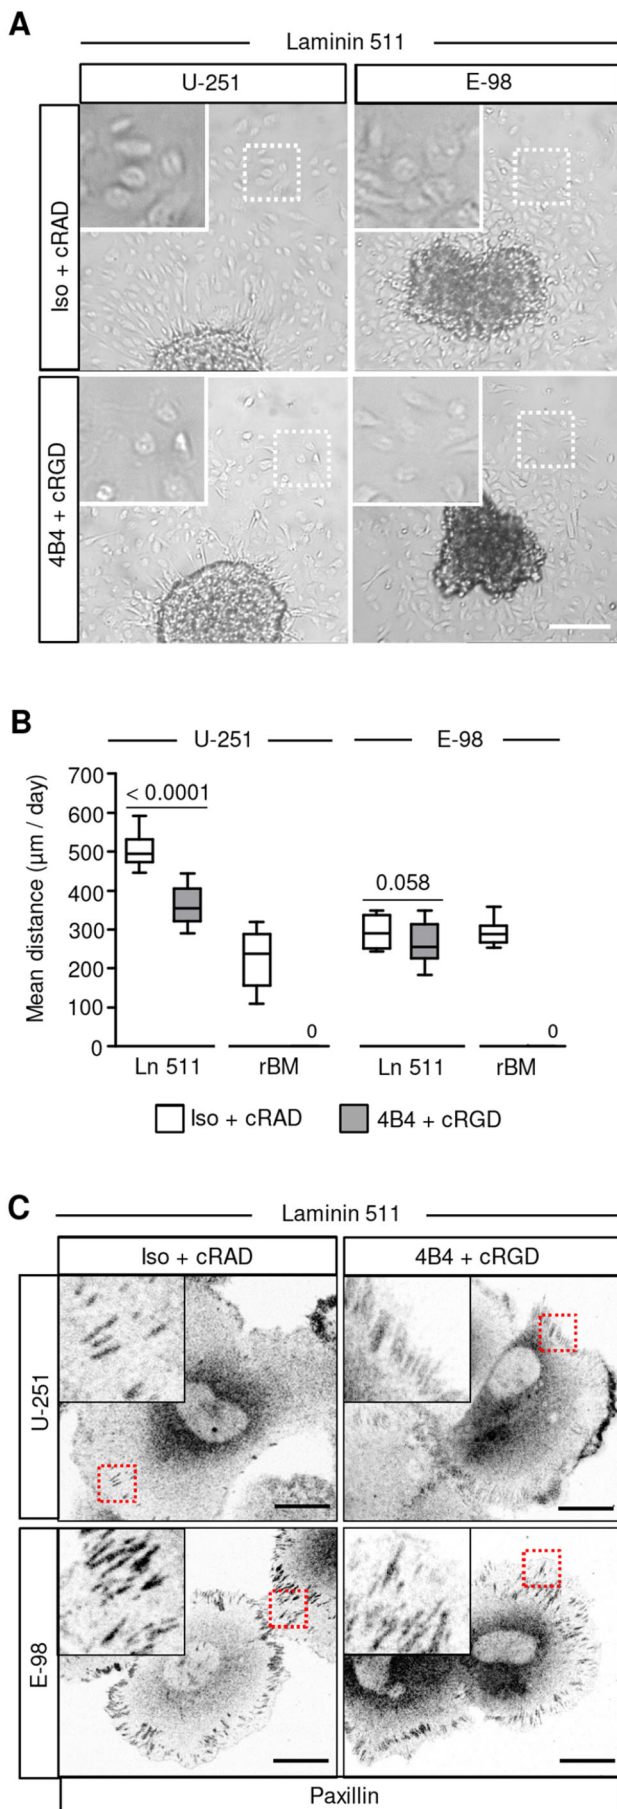 A
Laminin 511
U-251 E-98
Iso + cRAD
4B4 + cRGD
B
U-251 E-98
Mean distance (µm / day)
700
600
500
400
300
200
100
0
< 0.0001
0.058
0 0
Ln 511 rBM Ln 511 rBM
Iso + cRAD 4B4 + cRGD
C
Laminin 511
Iso + cRAD 4B4 + cRGD
U-251
E-98
Paxillin